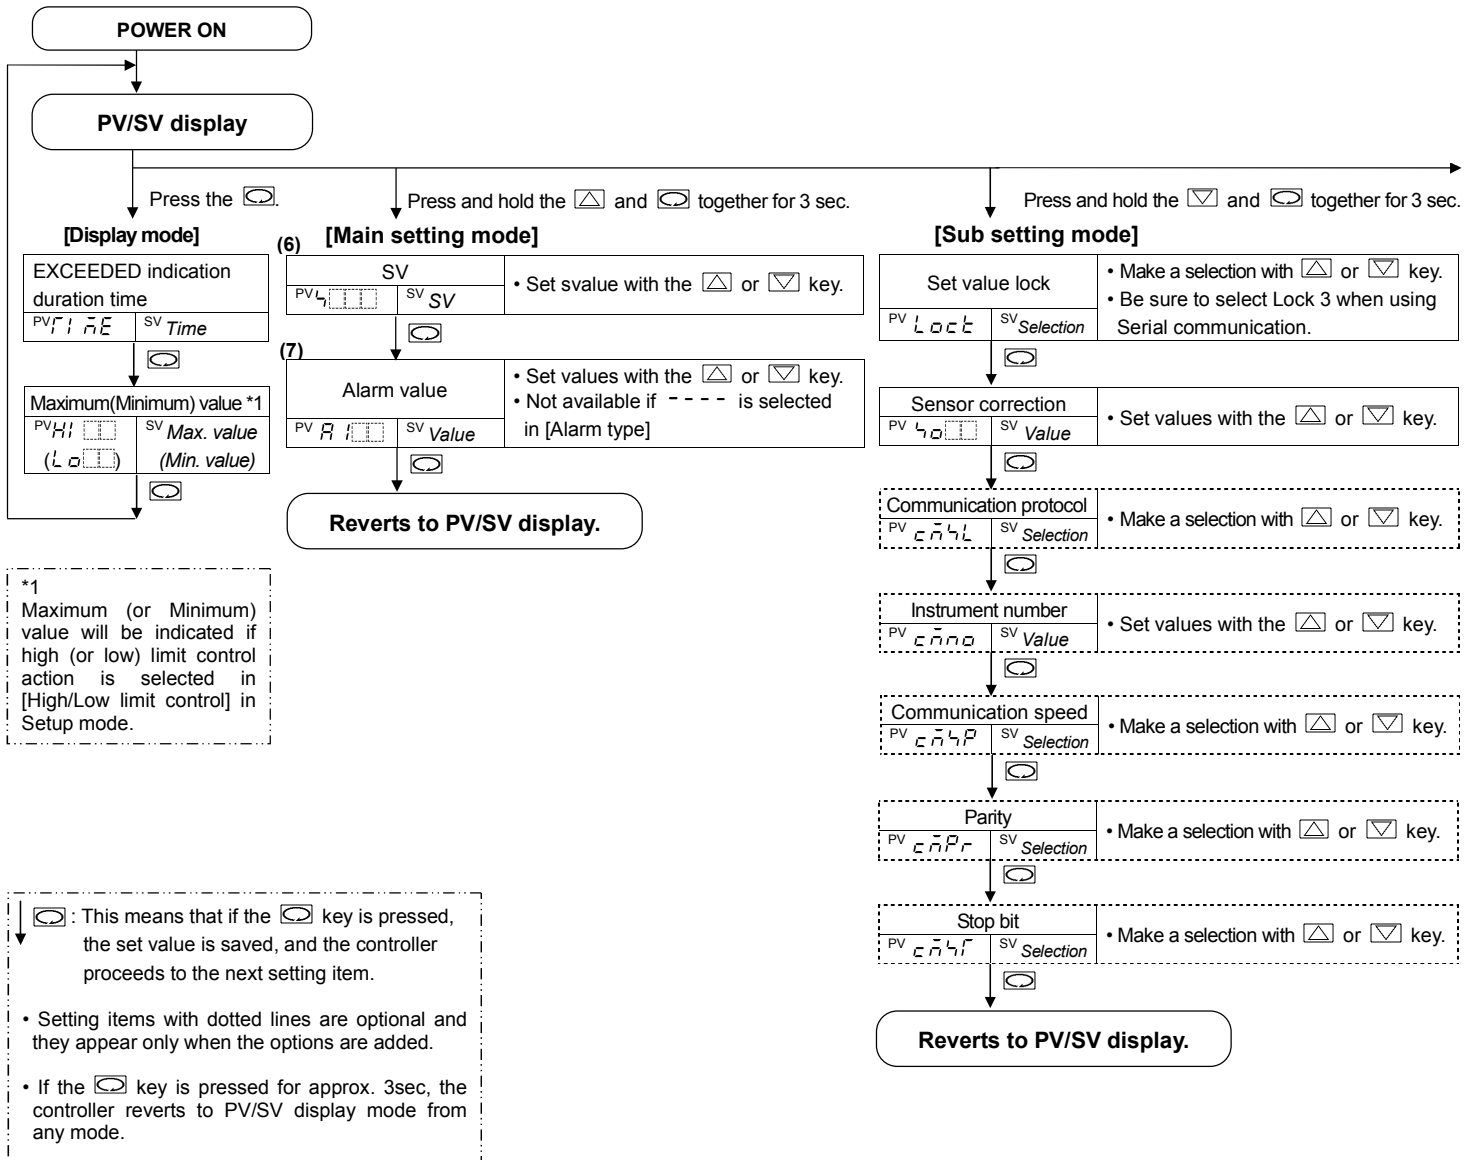 POWER ON
PV/SV display
Press the .
[Display mode]
EXCEEDED indication
duration time
PV TIME SV Time
Maximum(Minimum) value *1
PV HI SV Max. value
(Lo ) (Min. value)
*1
Maximum (or Minimum)
value will be indicated if
high (or low) limit control
action is selected in
[High/Low limit control] in
Setup mode.
Press and hold the △ and together for 3 sec.
(6) [Main setting mode]
SV
PV SV SV
• Set svalue with the △ or ▽ key.
(7)
Alarm value
PV A1 SV Value
• Set values with the △ or ▽ key.
• Not available if - - - - is selected
in [Alarm type]
Reverts to PV/SV display.
Press and hold the ▽ and together for 3 sec.
[Sub setting mode]
Set value lock
PV Lock SV Selection
• Make a selection with △ or ▽ key.
• Be sure to select Lock 3 when using
Serial communication.
Sensor correction
PV so SV Value
• Set values with the △ or ▽ key.
Communication protocol
PV cmsL SV Selection
• Make a selection with △ or ▽ key.
Instrument number
PV cmno SV Value
• Set values with the △ or ▽ key.
Communication speed
PV cmsP SV Selection
• Make a selection with △ or ▽ key.
Parity
PV cmPr SV Selection
• Make a selection with △ or ▽ key.
Stop bit
PV cmsT SV Selection
• Make a selection with △ or ▽ key.
Reverts to PV/SV display.
: This means that if the key is pressed,
the set value is saved, and the controller
proceeds to the next setting item.
• Setting items with dotted lines are optional and
they appear only when the options are added.
• If the key is pressed for approx. 3sec, the
controller reverts to PV/SV display mode from
any mode.